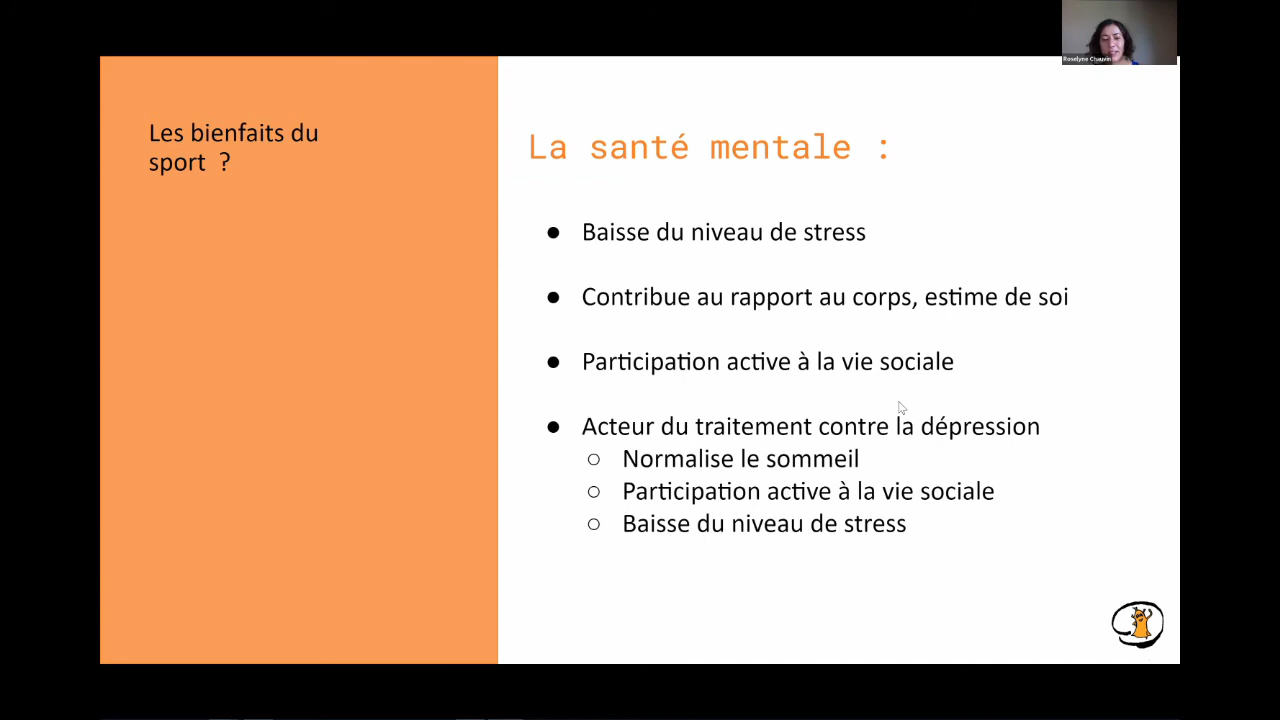 Roselyne Chauvin
Les bienfaits du
sport ?
La santé mentale :
● Baisse du niveau de stress
● Contribue au rapport au corps, estime de soi
● Participation active à la vie sociale
● Acteur du traitement contre la dépression
○ Normalise le sommeil
○ Participation active à la vie sociale
○ Baisse du niveau de stress